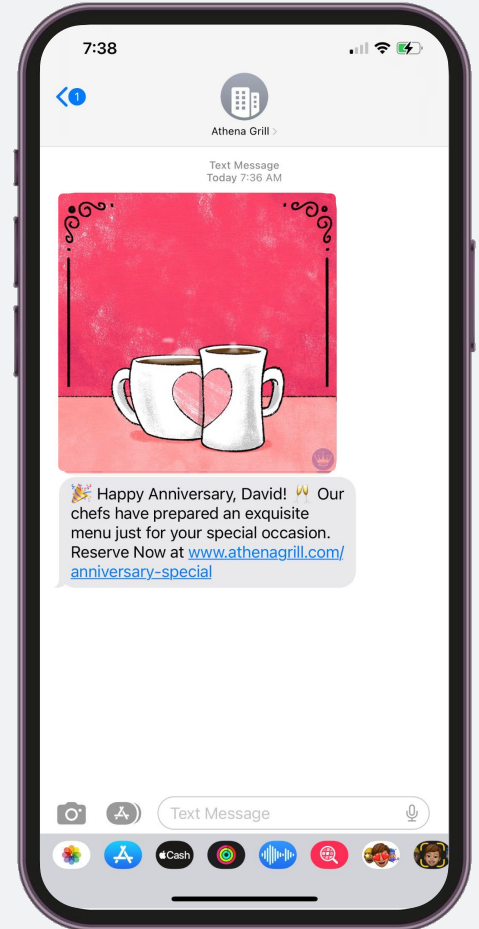 7:38
1
Athena Grill
Text Message
Today 7:36 AM
🎉 Happy Anniversary, David! 🥂 Our
chefs have prepared an exquisite
menu just for your special occasion.
Reserve Now at www.athenagrill.com/
anniversary-special
Text Message
Cash